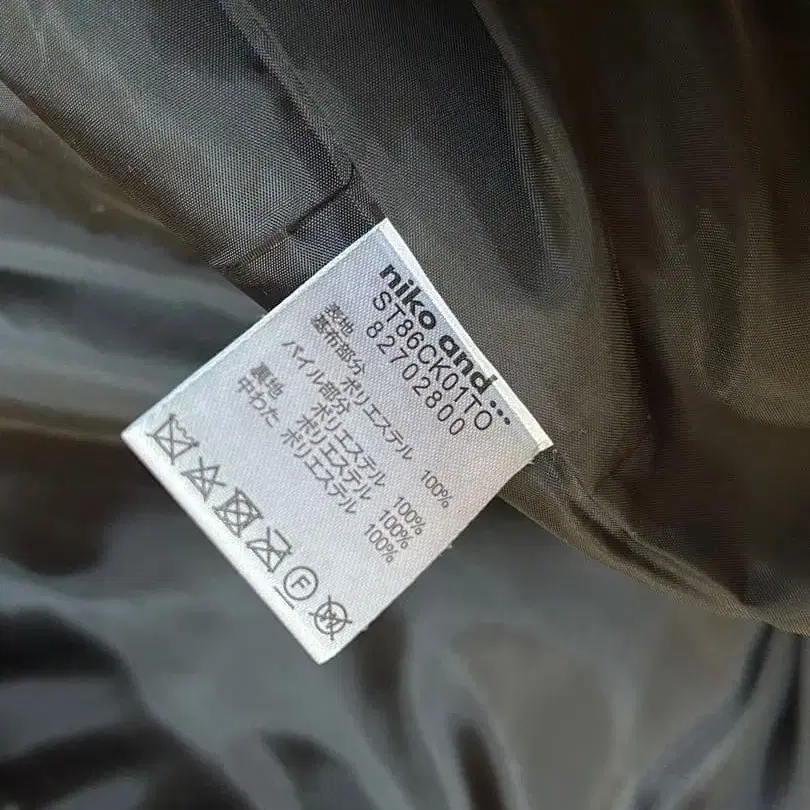 niko and...
ST86CK01TO
82702800
表地
基布部分 ポリエステル 100%
パイル部分
ポリエステル 100%
裏地 ポリエステル 100%
中わた ポリエステル 100%
F
W